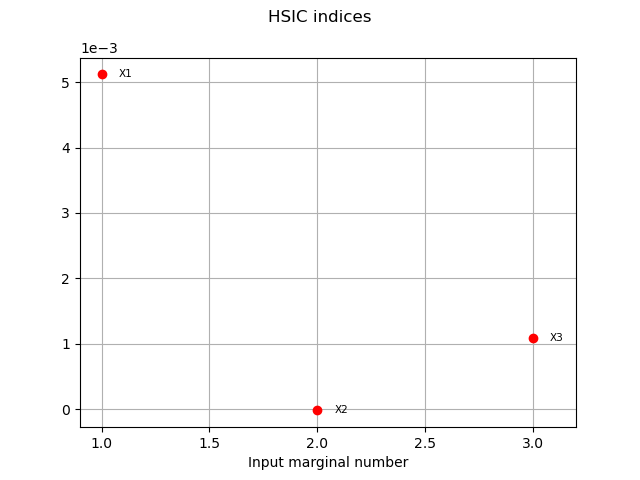 HSIC indices
1e−3
5
X1
4
3
2
1
X3
0
X2
1.0 1.5 2.0 2.5 3.0
Input marginal number